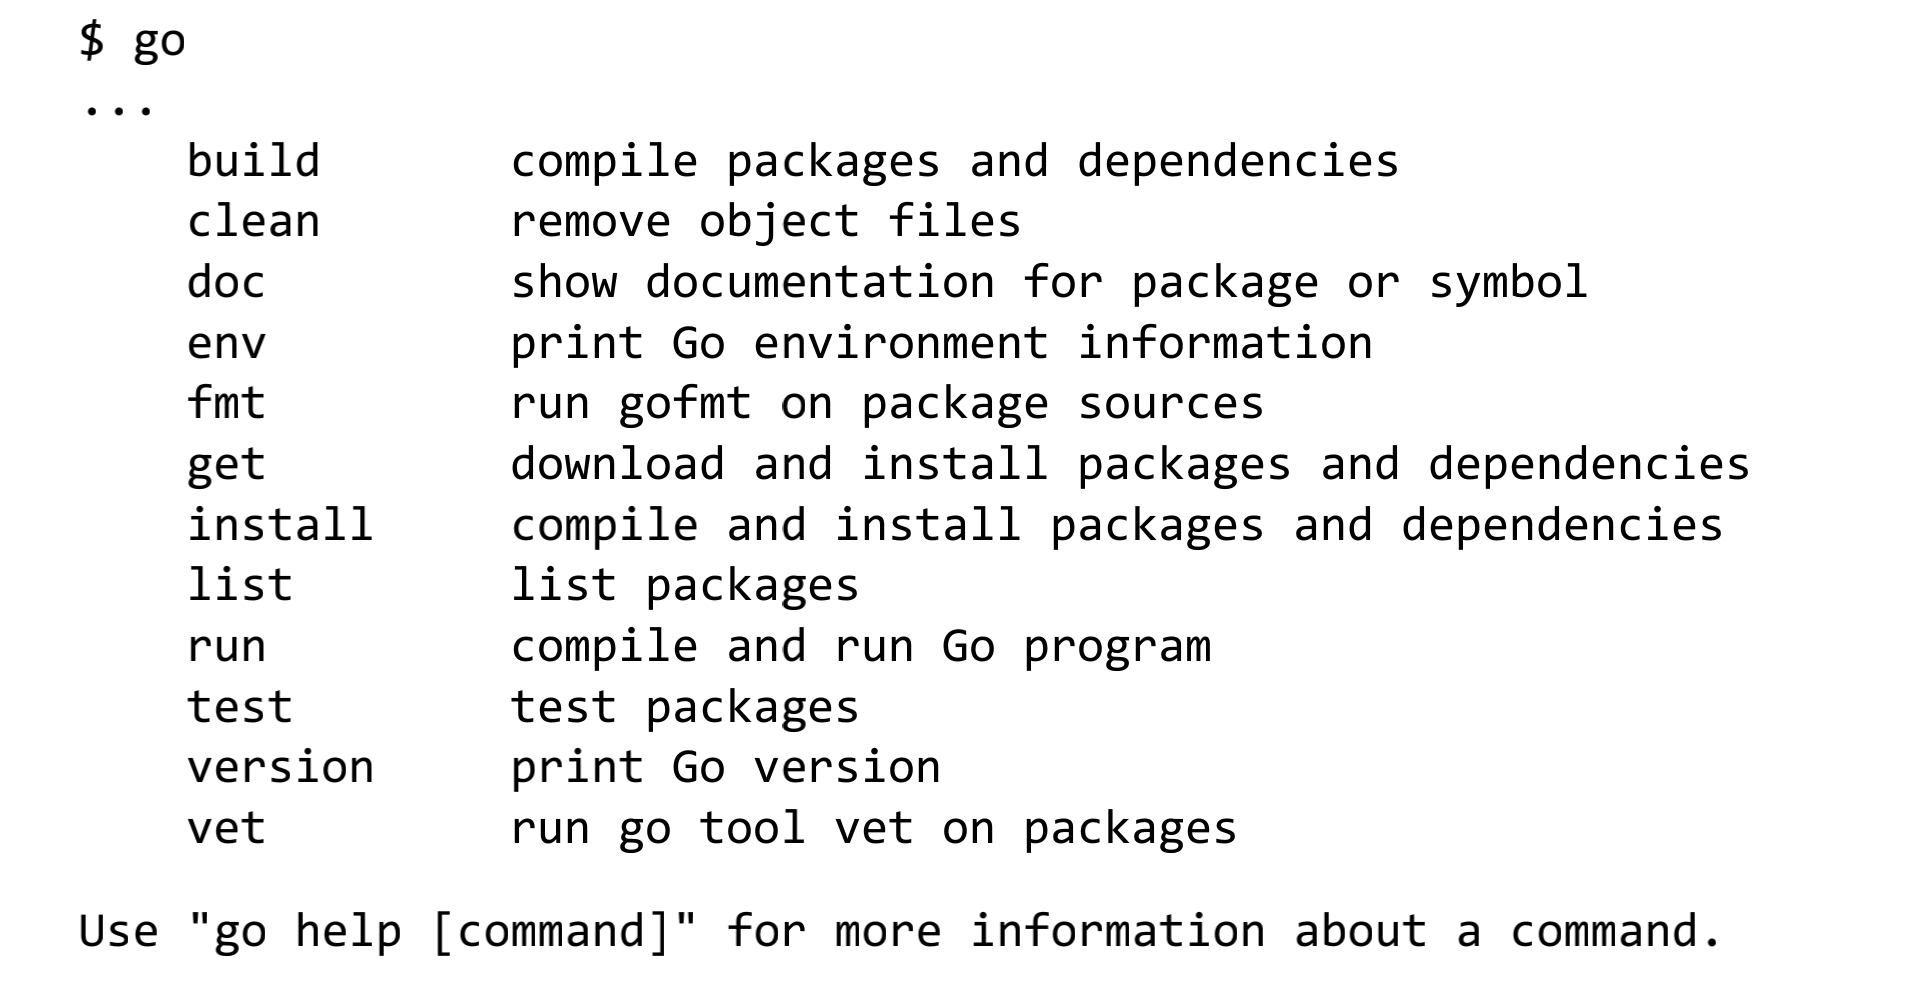 $ go
...
    build      compile packages and dependencies
    clean      remove object files
    doc        show documentation for package or symbol
    env        print Go environment information
    fmt        run gofmt on package sources
    get        download and install packages and dependencies
    install    compile and install packages and dependencies
    list       list packages
    run        compile and run Go program
    test       test packages
    version    print Go version
    vet        run go tool vet on packages
Use "go help [command]" for more information about a command.